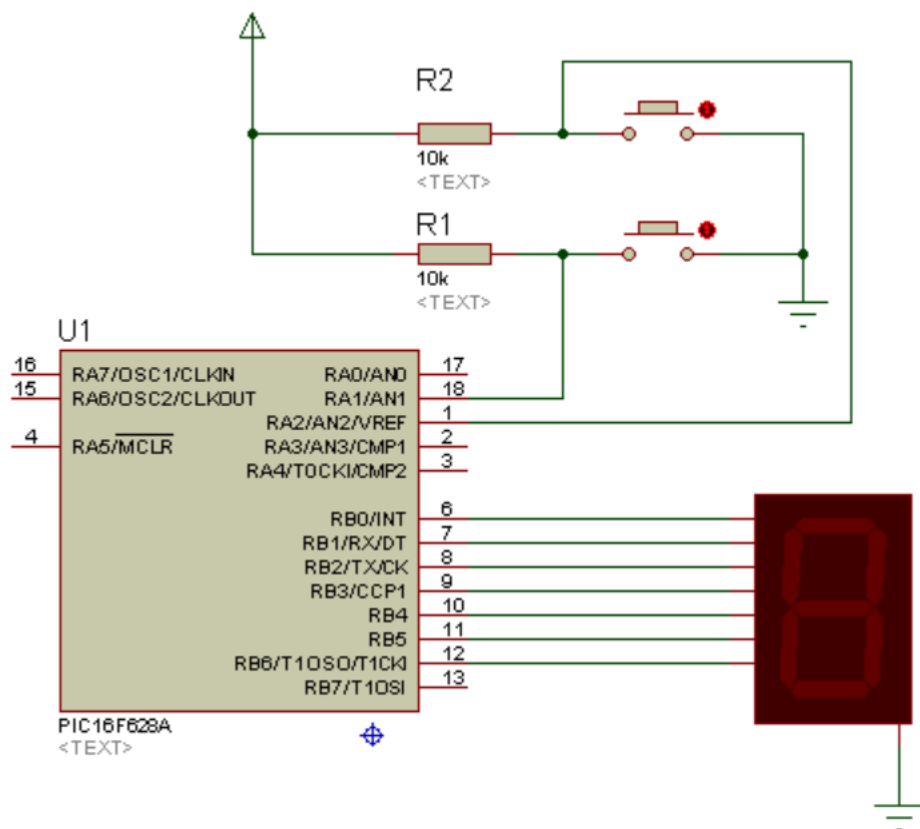 R2
10k
<TEXT>
R1
10k
<TEXT>
U1
16 RA7/OSC1/CLKIN RA0/AN0 17
15 RA6/OSC2/CLKOUT RA1/AN1 18
RA2/AN2/VREF 1
4 RA5/MCLR RA3/AN3/CMP1 2
RA4/T0CKI/CMP2 3
RB0/INT 6
RB1/RX/DT 7
RB2/TX/CK 8
RB3/CCP1 9
RB4 10
RB5 11
RB6/T1OSO/T1CKI 12
RB7/T1OSI 13
PIC16F628A
<TEXT>